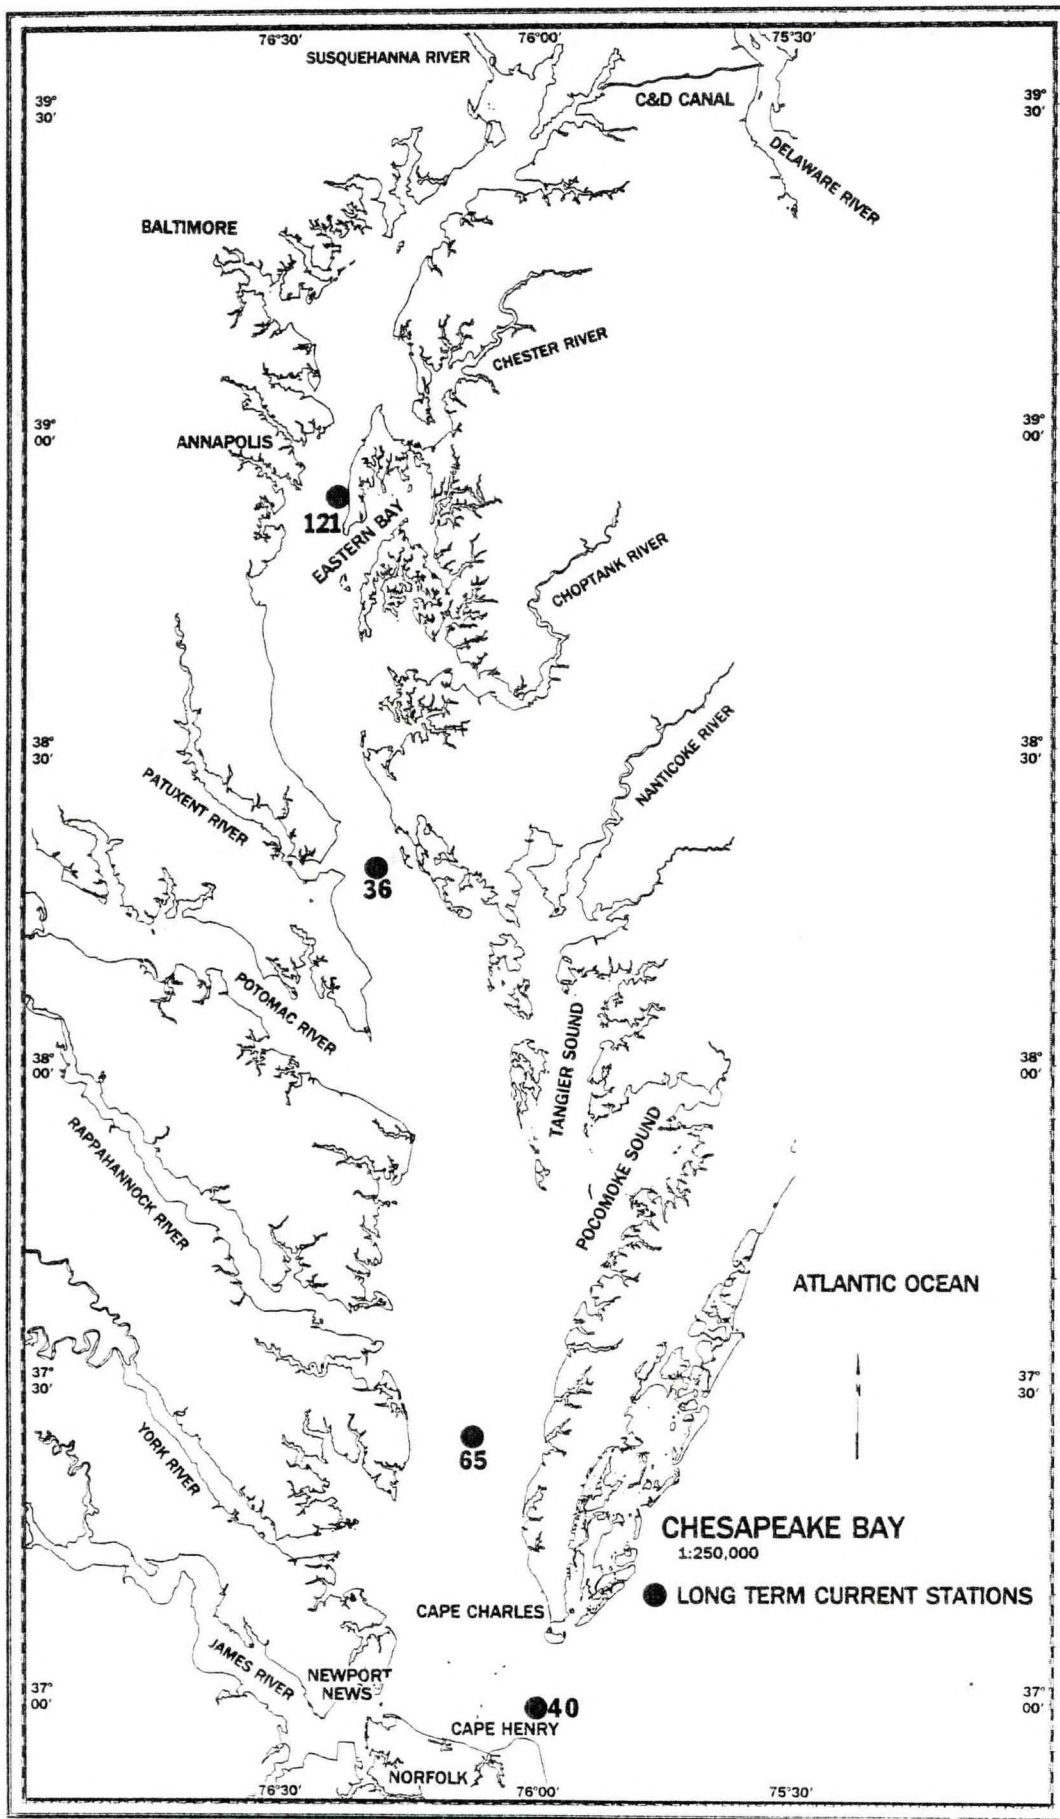 76°30′
76°00′
75°30′
SUSQUEHANNA RIVER
39°
30′
C&D CANAL
39°
30′
DELAWARE RIVER
BALTIMORE
CHESTER RIVER
39°
00′
ANNAPOLIS
39°
00′
121
EASTERN BAY
CHOPTANK RIVER
38°
30′
NANTICOKE RIVER
38°
30′
PATUXENT RIVER
36
POTOMAC RIVER
TANGIER SOUND
38°
00′
38°
00′
RAPPAHANNOCK RIVER
POCOMOKE SOUND
ATLANTIC OCEAN
37°
30′
37°
30′
YORK RIVER
65
CHESAPEAKE BAY
1:250,000
LONG TERM CURRENT STATIONS
CAPE CHARLES
JAMES RIVER
NEWPORT
NEWS
37°
00′
40
37°
00′
CAPE HENRY
NORFOLK
76°30′
76°00′
75°30′